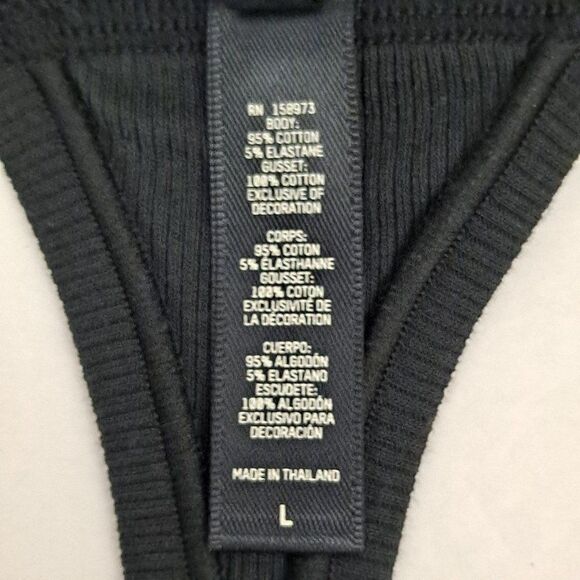 RN 158973
BODY:
95% COTTON
5% ELASTANE
GUSSET:
100% COTTON
EXCLUSIVE OF
DECORATION
CORPS:
95% COTON
5% ÉLASTHANNE
GOUSSET:
100% COTON
EXCLUSIVITÉ DE
LA DÉCORATION
CUERPO:
95% ALGODÓN
5% ELASTANO
ESCUDETE:
100% ALGODÓN
EXCLUSIVO PARA
DECORACIÓN
MADE IN THAILAND
L